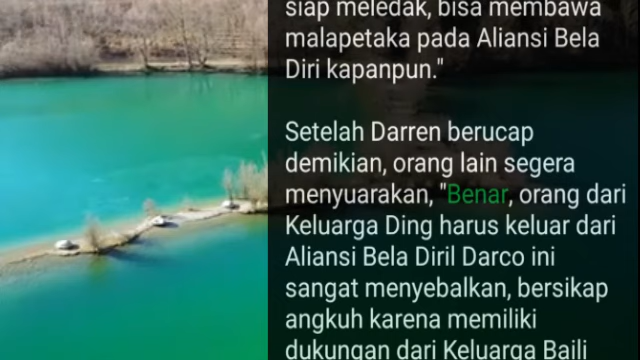 siap meledak, bisa membawa
malapetaka pada Aliansi Bela
Diri kapanpun."
Setelah Darren berucap
demikian, orang lain segera
menyuarakan, "Benar, orang dari
Keluarga Ding harus keluar dari
Aliansi Bela Diril Darco ini
sangat menyebalkan, bersikap
angkuh karena memiliki
dukungan dari Keluarga Baili